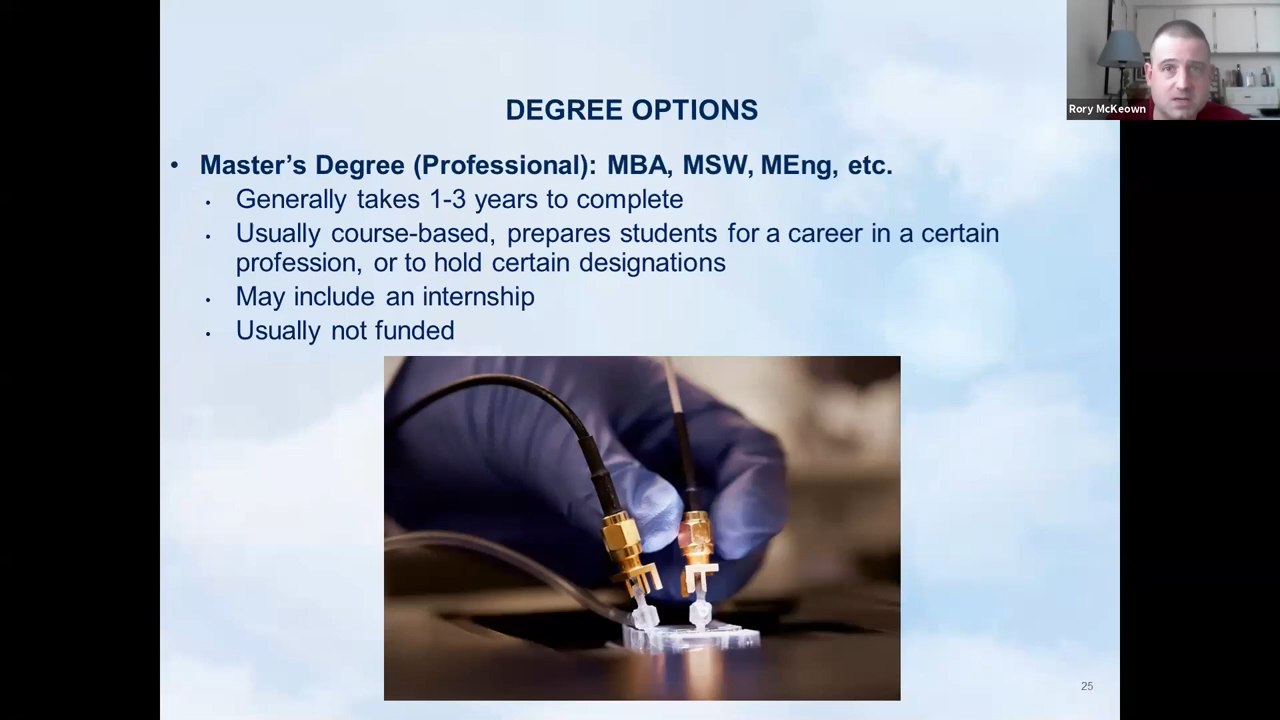 DEGREE OPTIONS
Rory McKeown
• Master’s Degree (Professional): MBA, MSW, MEng, etc.
• Generally takes 1-3 years to complete
• Usually course-based, prepares students for a career in a certain
profession, or to hold certain designations
• May include an internship
• Usually not funded
25